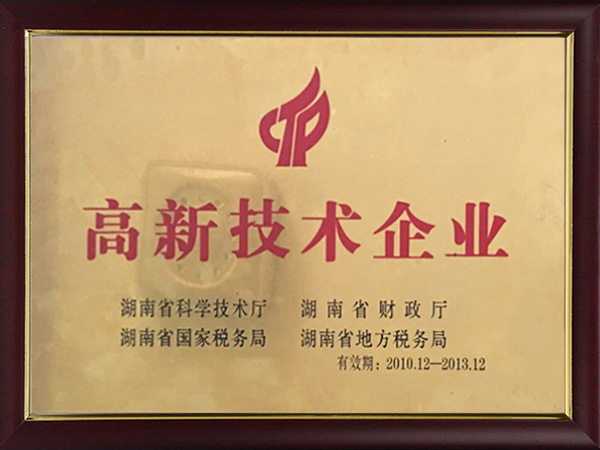 CTP
高新技术企业
湖南省科学技术厅 湖南省财政厅
湖南省国家税务局 湖南省地方税务局
有效期：2010.12—2013.12